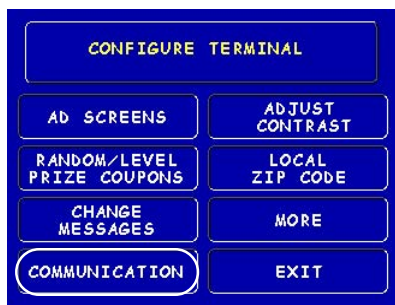 CONFIGURE TERMINAL
AD SCREENS
ADJUST
CONTRAST
RANDOM/LEVEL
PRIZE COUPONS
LOCAL
ZIP CODE
CHANGE
MESSAGES
MORE
COMMUNICATION
EXIT